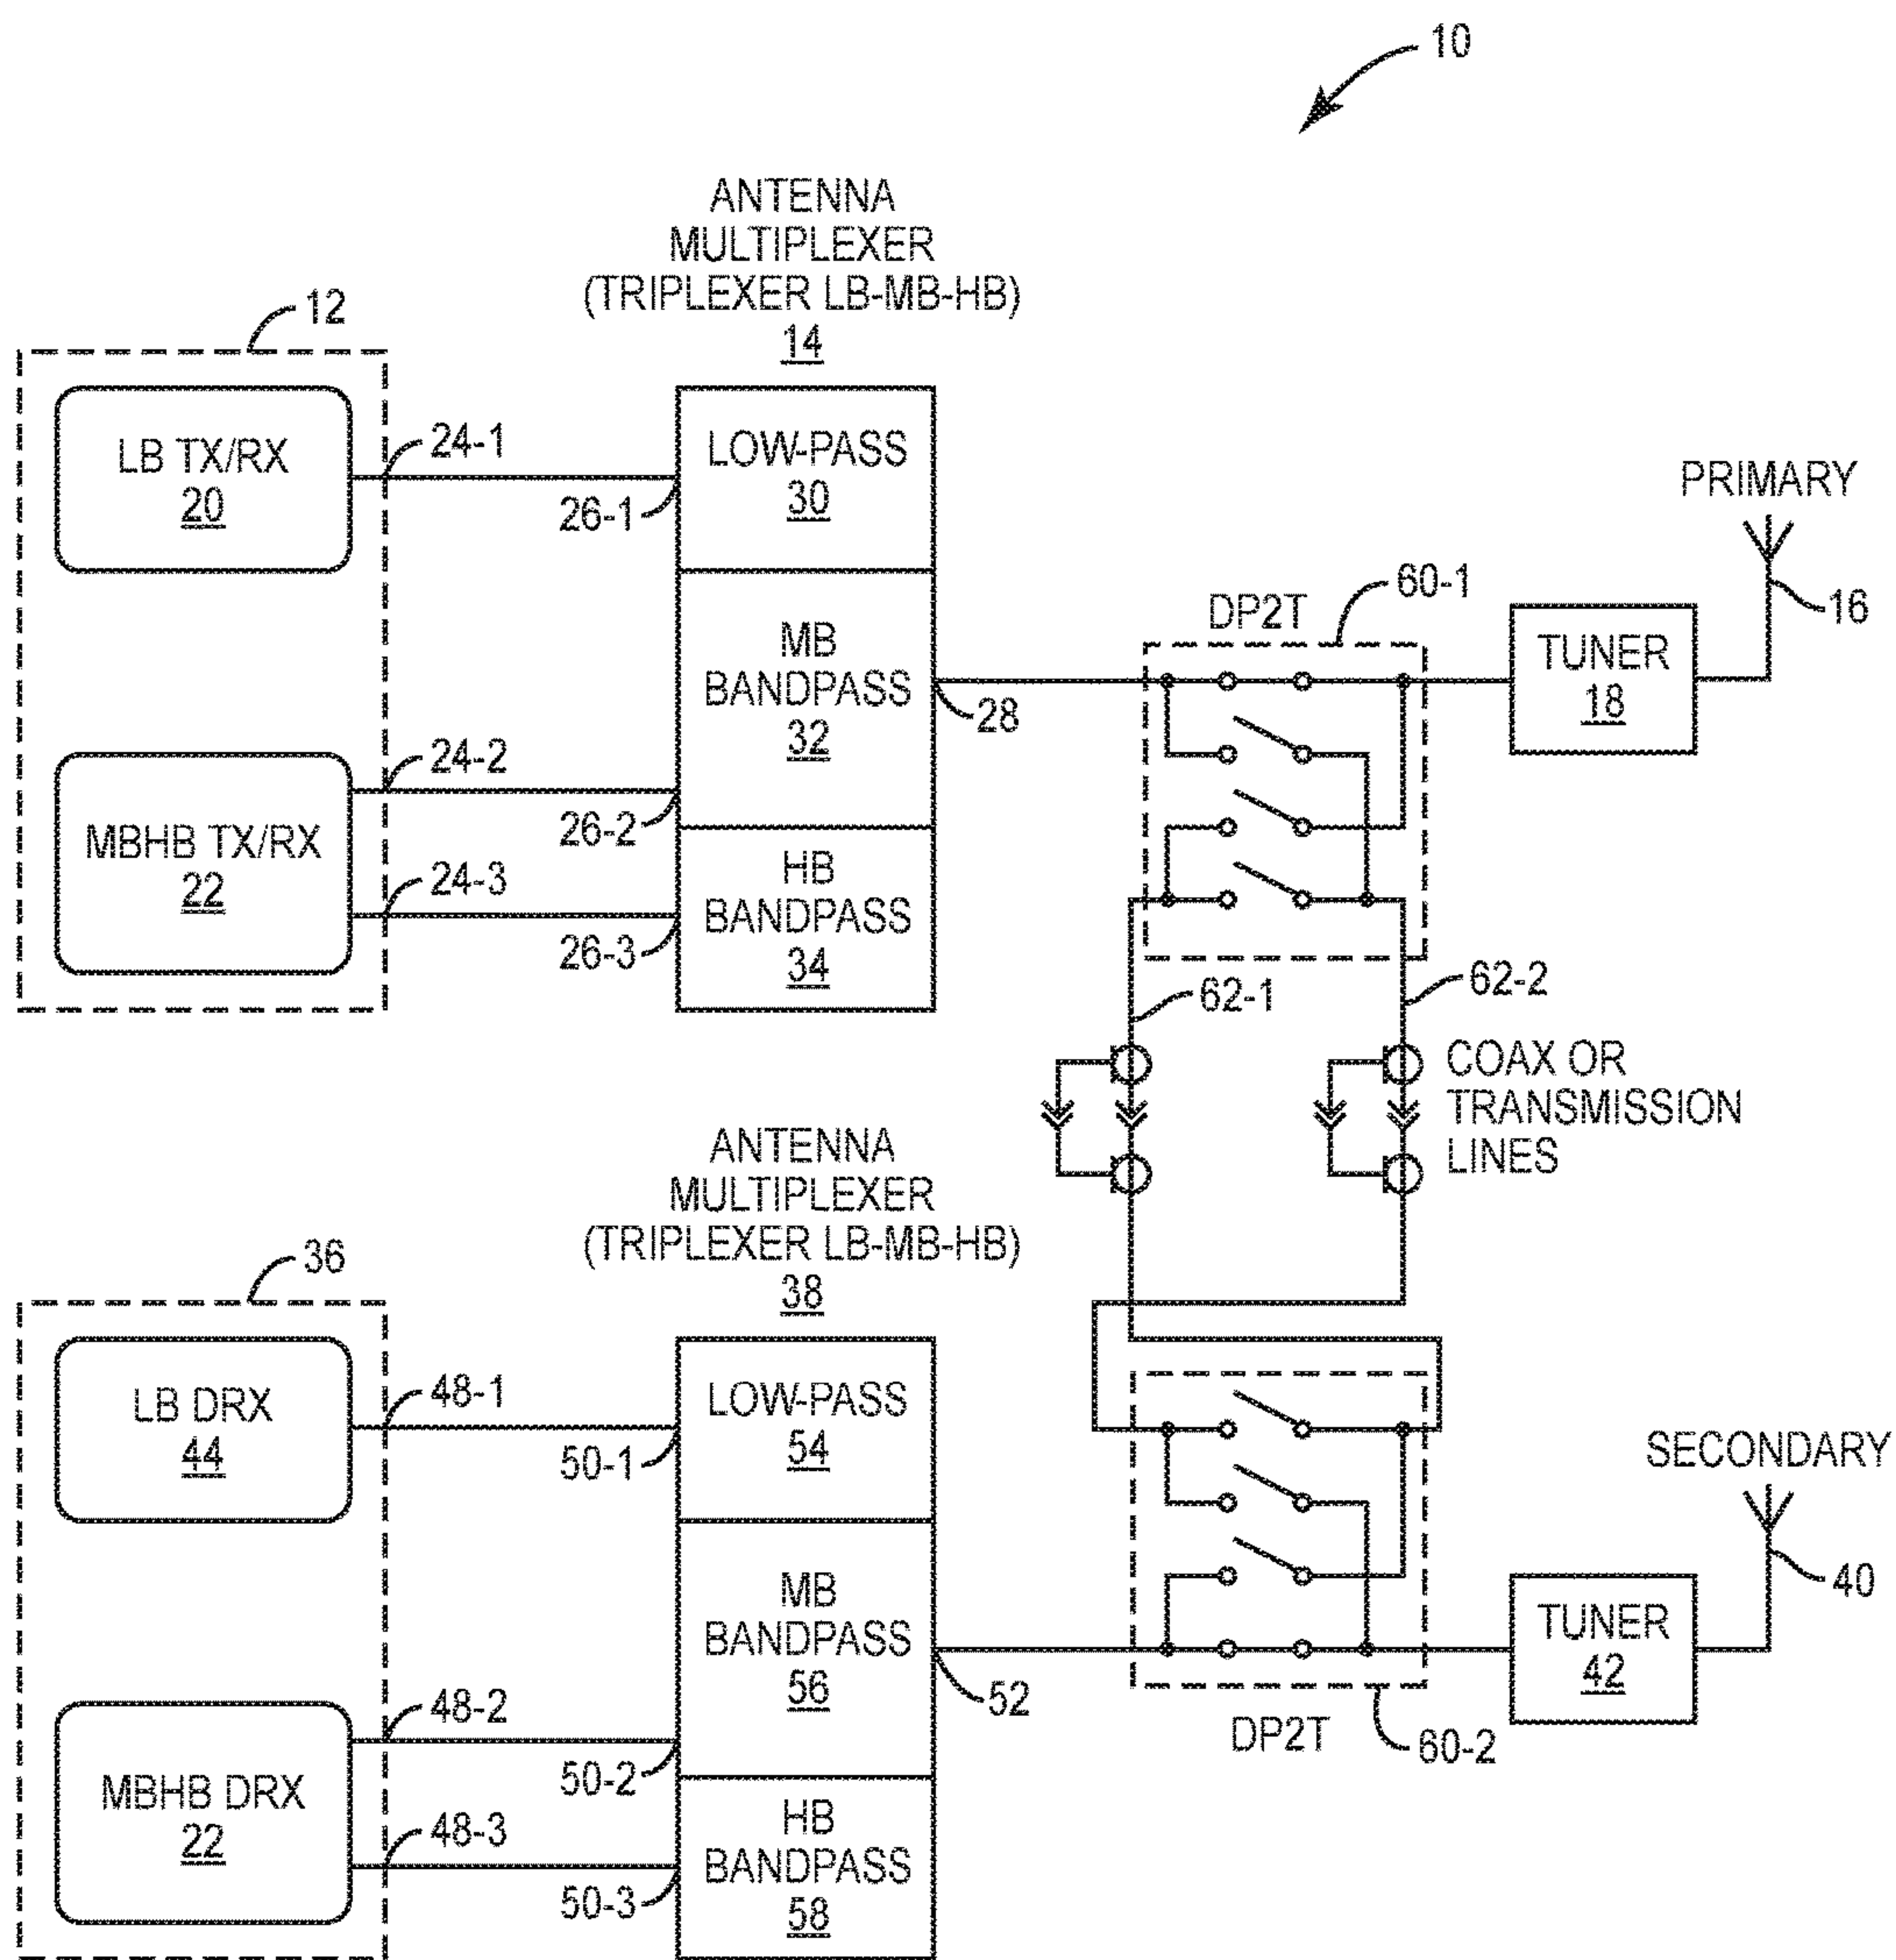 10
ANTENNA
MULTIPLEXER
(TRIPLEXER LB-MB-HB)
14
12
LB TX/RX
20
24-1
26-1
LOW-PASS
30
MB
BANDPASS
32
28
MBHB TX/RX
22
24-2
26-2
24-3
26-3
HB
BANDPASS
34
DP2T
60-1
TUNER
18
PRIMARY
16
62-1
62-2
COAX OR
TRANSMISSION
LINES
ANTENNA
MULTIPLEXER
(TRIPLEXER LB-MB-HB)
38
36
LB DRX
44
48-1
50-1
LOW-PASS
54
MB
BANDPASS
56
52
MBHB DRX
22
48-2
50-2
48-3
50-3
HB
BANDPASS
58
DP2T
60-2
TUNER
42
SECONDARY
40